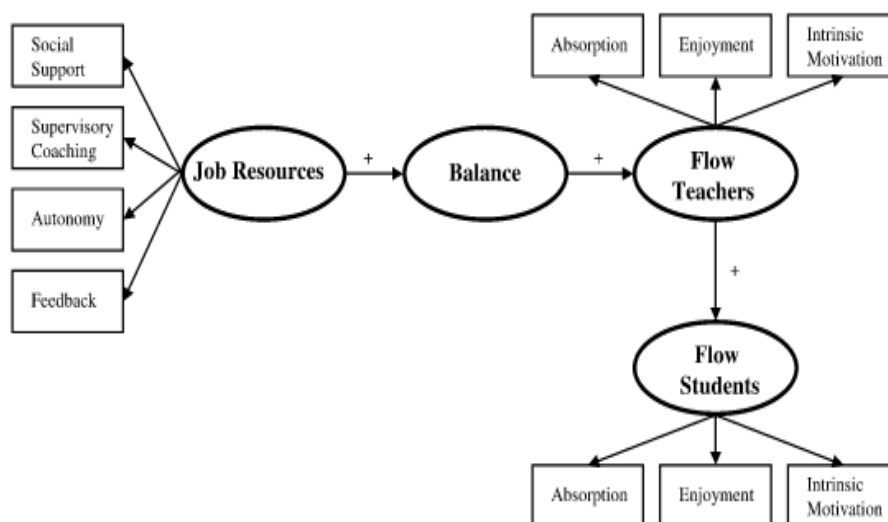 Social
Support
Supervisory
Coaching
Autonomy
Feedback
Job Resources
+
Balance
+
Absorption
Enjoyment
Intrinsic
Motivation
Flow
Teachers
+
Flow
Students
Absorption
Enjoyment
Intrinsic
Motivation